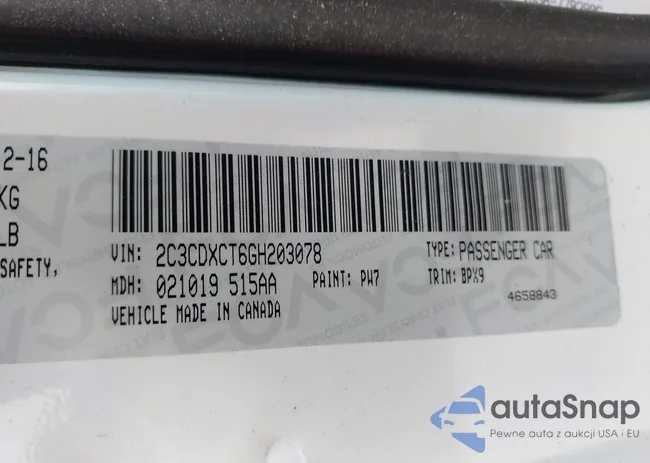 2-16
KG
LB
SAFETY,
VIN: 2C3CDXCT6GH203078
TYPE: PASSENGER CAR
MDH: 021019 515AA
PAINT: PW7
TRIM: BPX9
VEHICLE MADE IN CANADA
4658843
autaSnap
Pewne auta z aukcji USA i EU